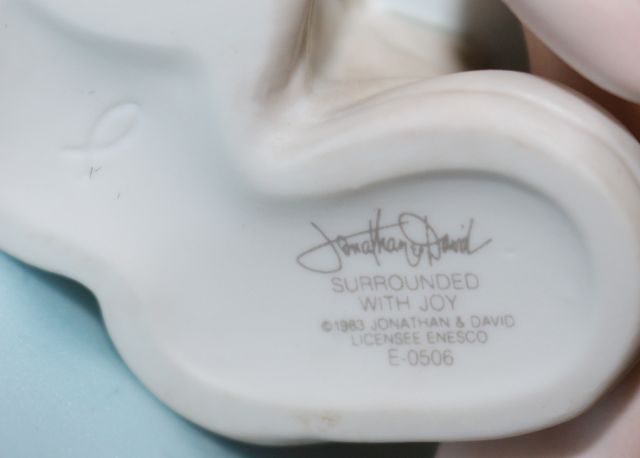 Jonathan & David
SURROUNDED
WITH JOY
©1983 JONATHAN & DAVID
LICENSEE ENESCO
E-0506